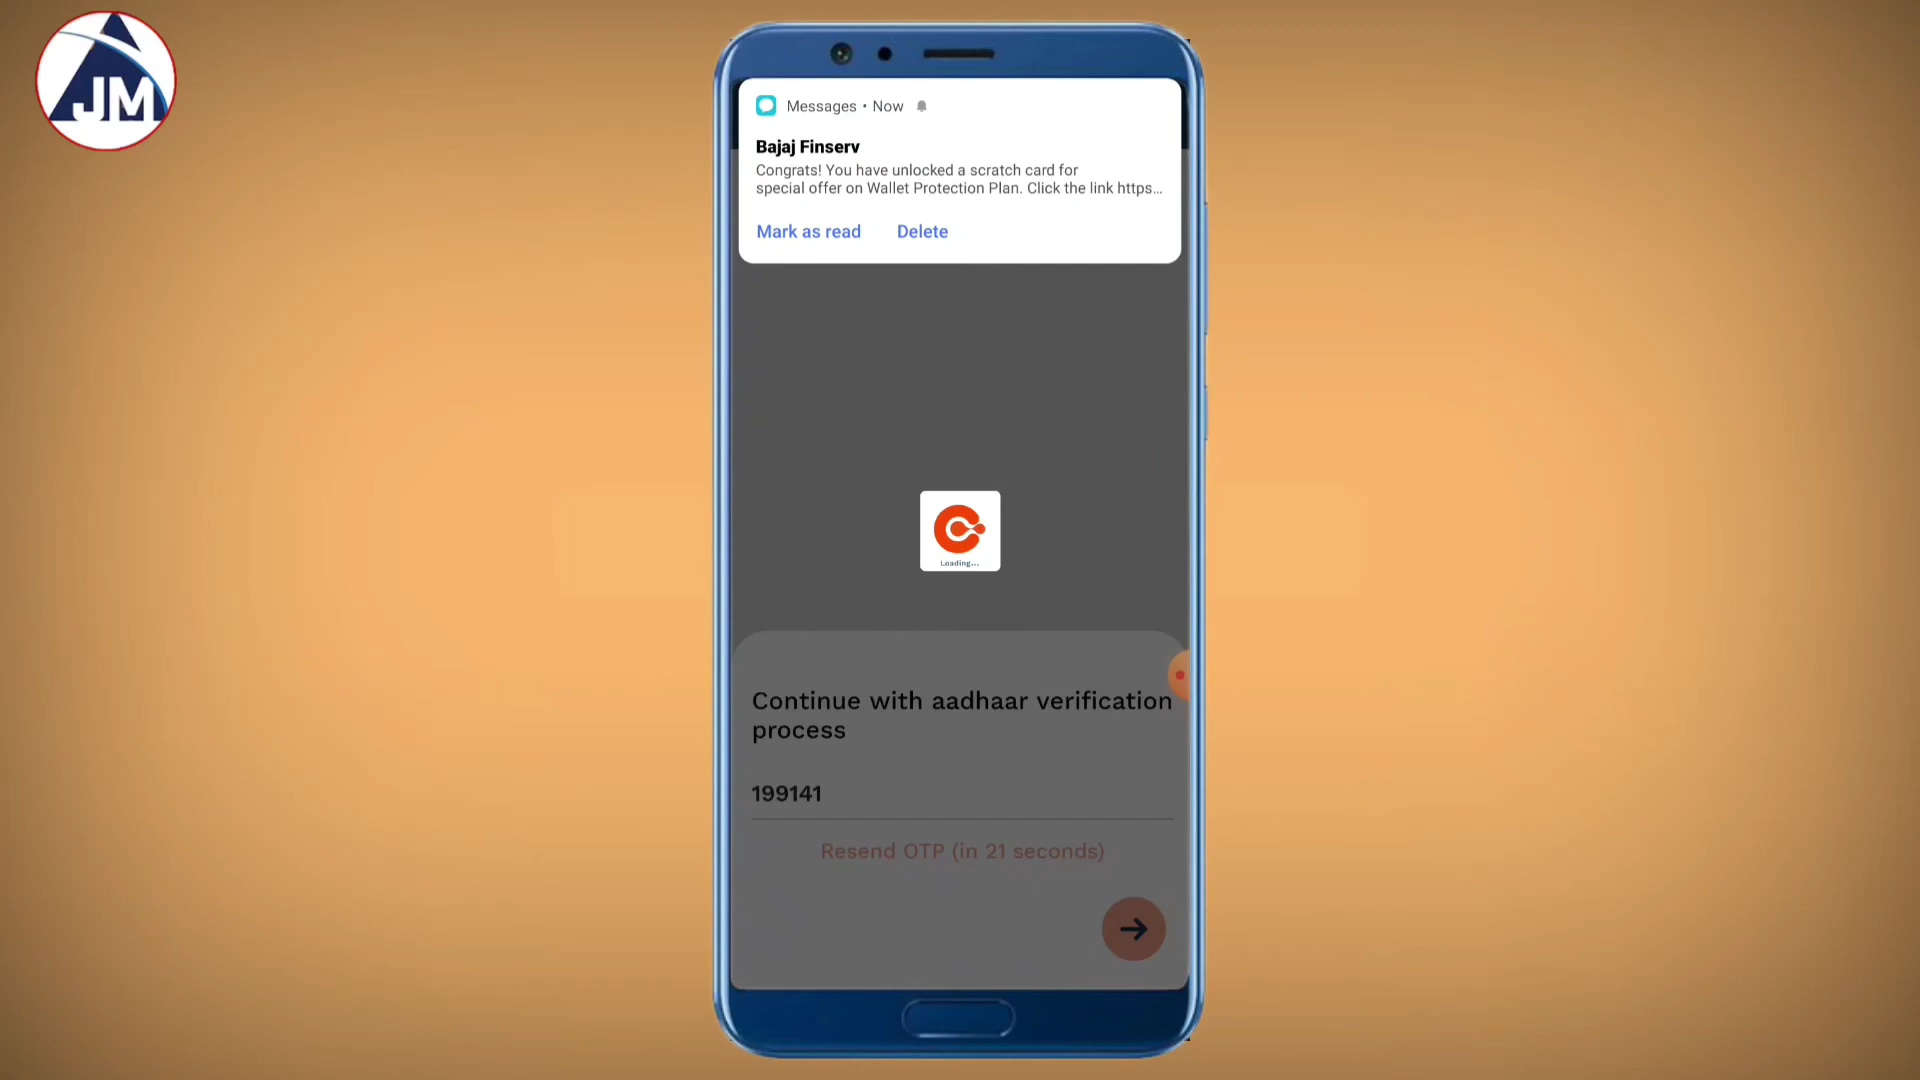 JM
Messages • Now
Bajaj Finserv
Congrats! You have unlocked a scratch card for
special offer on Wallet Protection Plan. Click the link https...
Mark as read Delete
Loading...
Continue with aadhaar verification
process
199141
Resend OTP (in 21 seconds)